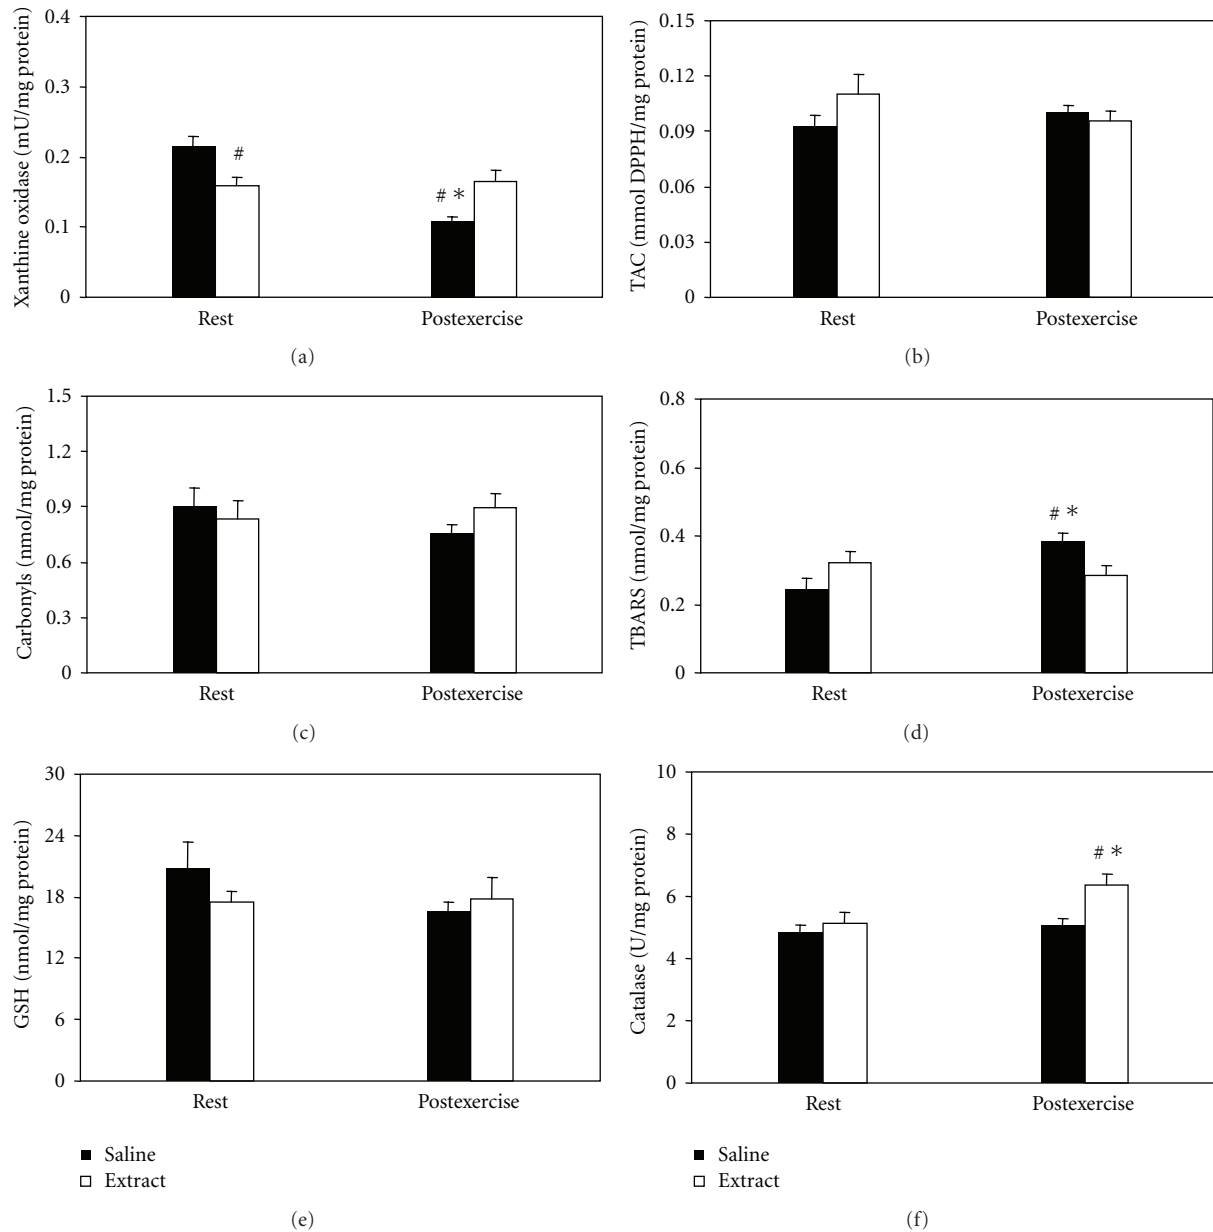 Xanthine oxidase (mU/mg protein)
0.4
0.3
0.2
0.1
0
#
# *
Rest
Postexercise
(a)
TAC (mmol DPPH/mg protein)
0.15
0.12
0.09
0.06
0.03
0
Rest
Postexercise
(b)
Carbonyls (nmol/mg protein)
1.5
1.2
0.9
0.6
0.3
0
Rest
Postexercise
(c)
TBARS (nmol/mg protein)
0.8
0.6
0.4
0.2
0
# *
Rest
Postexercise
(d)
GSH (nmol/mg protein)
30
24
18
12
6
0
Rest
Postexercise
Saline
Extract
(e)
Catalase (U/mg protein)
10
8
6
4
2
0
# *
Rest
Postexercise
Saline
Extract
(f)